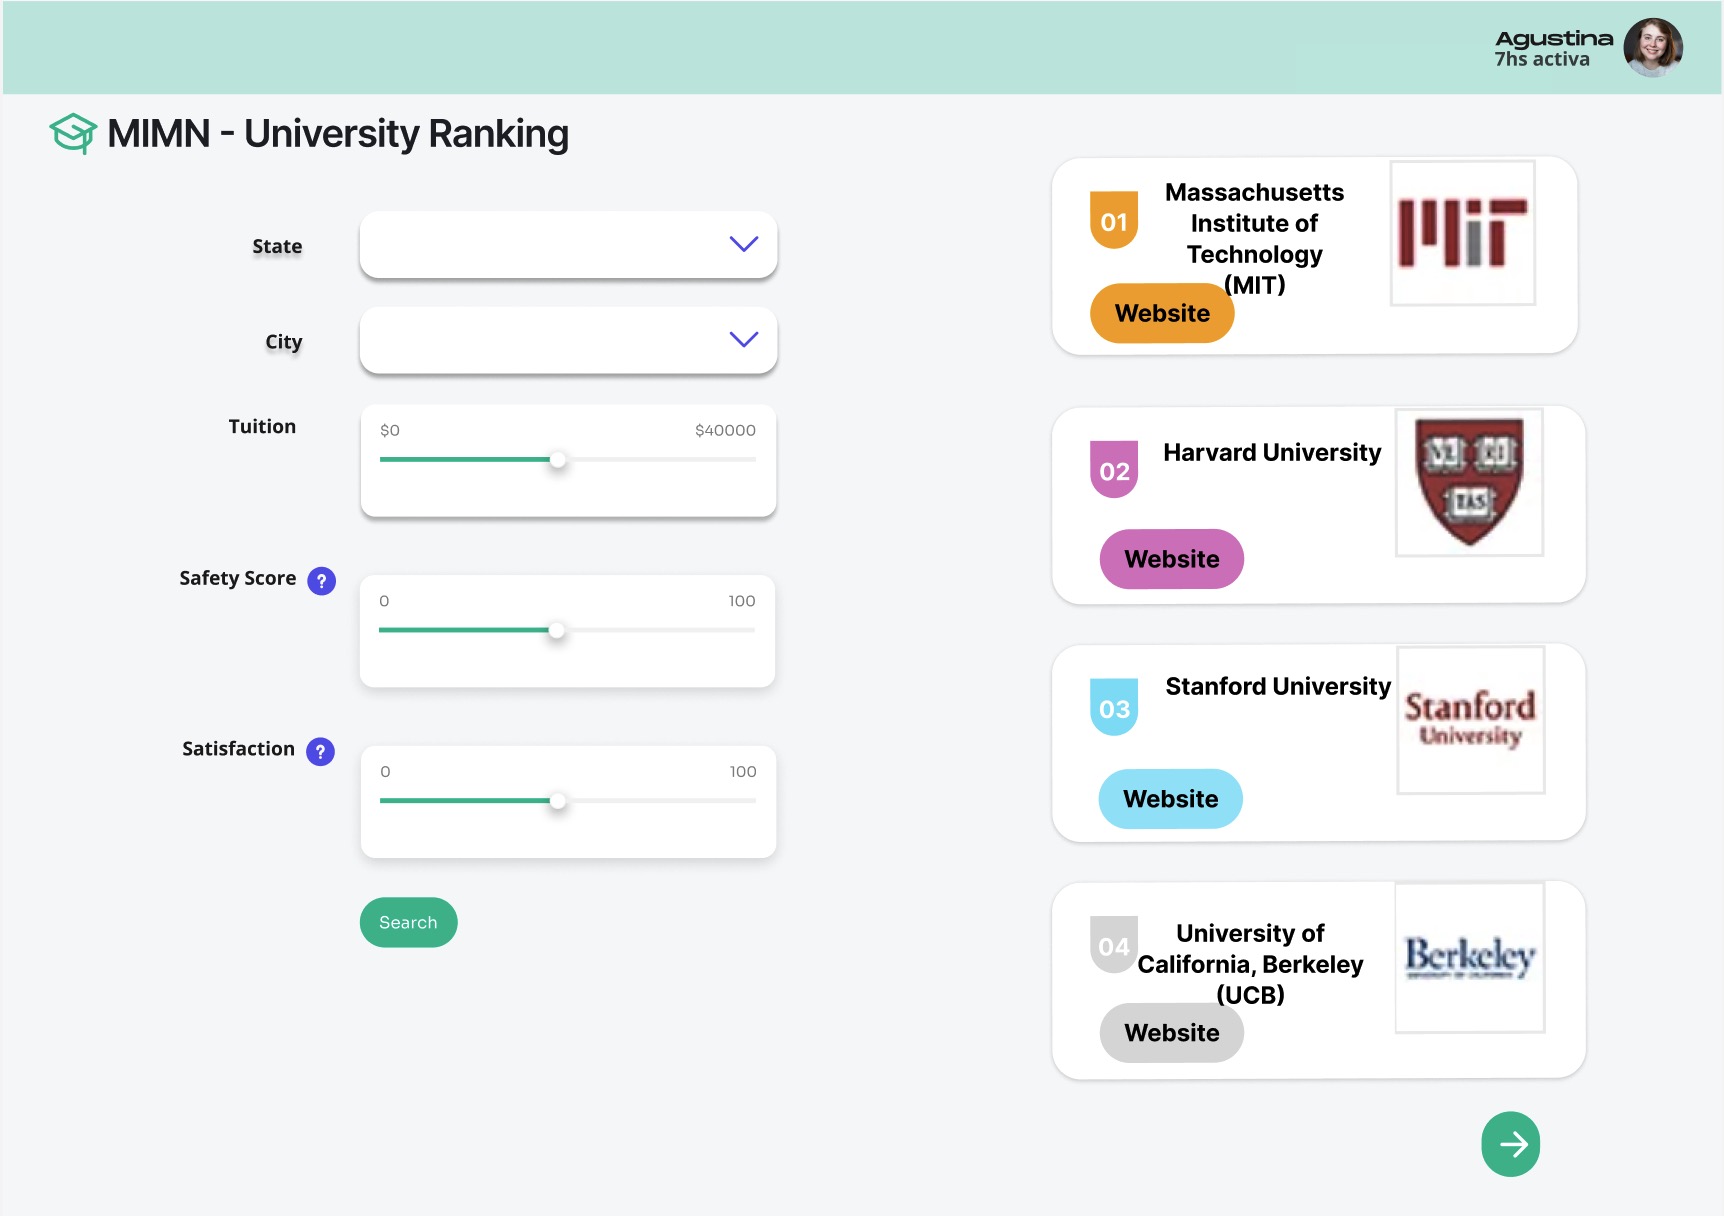 Agustina
7hs activa
MIMN - University Ranking
State
City
Tuition
$0 $40000
Safety Score ?
0 100
Satisfaction ?
0 100
Search
01
Massachusetts
Institute of
Technology
(MIT)
Website
MIT
02
Harvard University
Website
VE RI
TAS
03
Stanford University
Website
Stanford
University
04
University of
California, Berkeley
(UCB)
Website
Berkeley